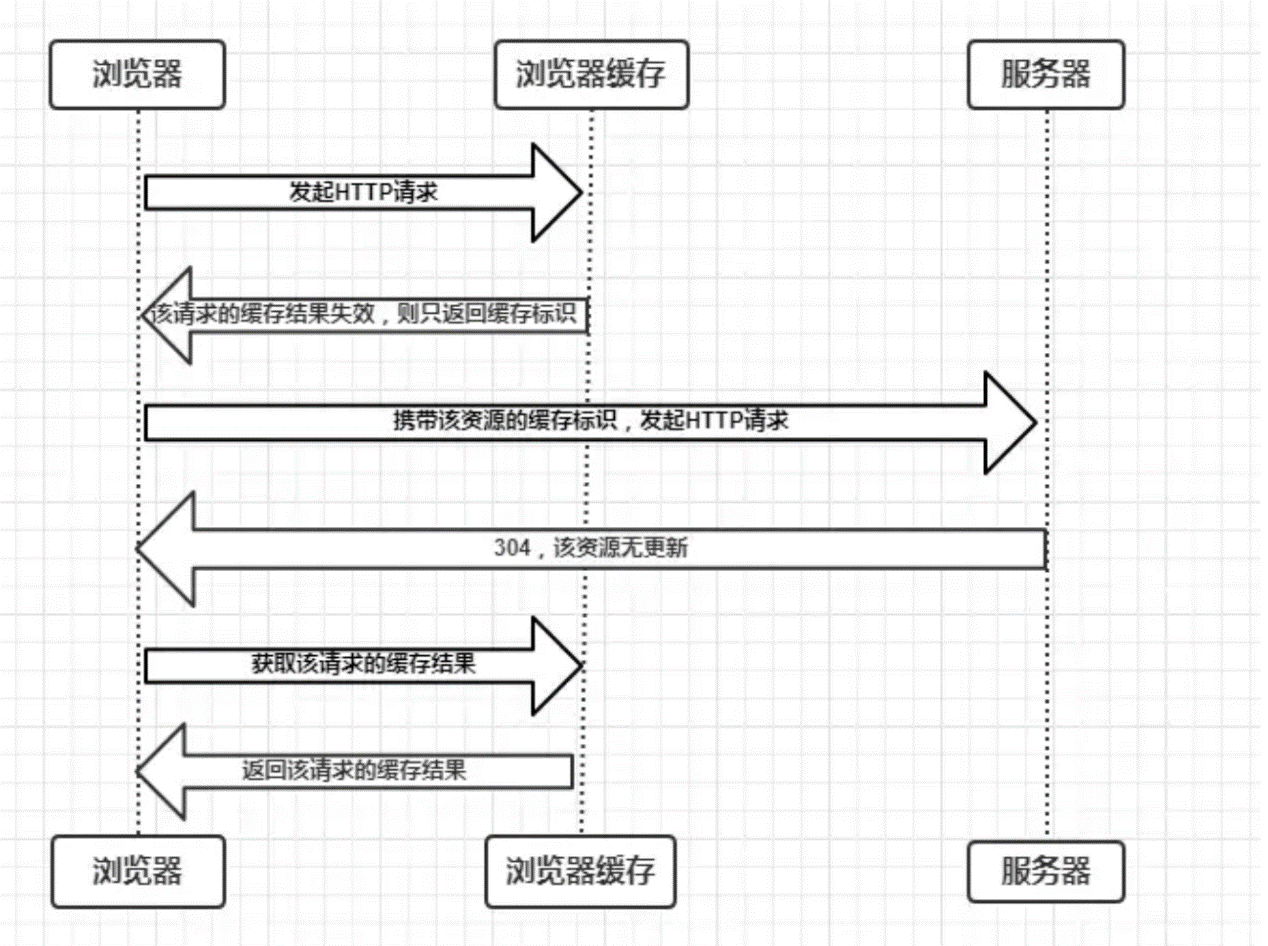 浏览器
浏览器缓存
服务器
发起HTTP请求
该请求的缓存结果失效，则只返回缓存标识
携带该资源的缓存标识，发起HTTP请求
304，该资源无更新
获取该请求的缓存结果
返回该请求的缓存结果
浏览器
浏览器缓存
服务器